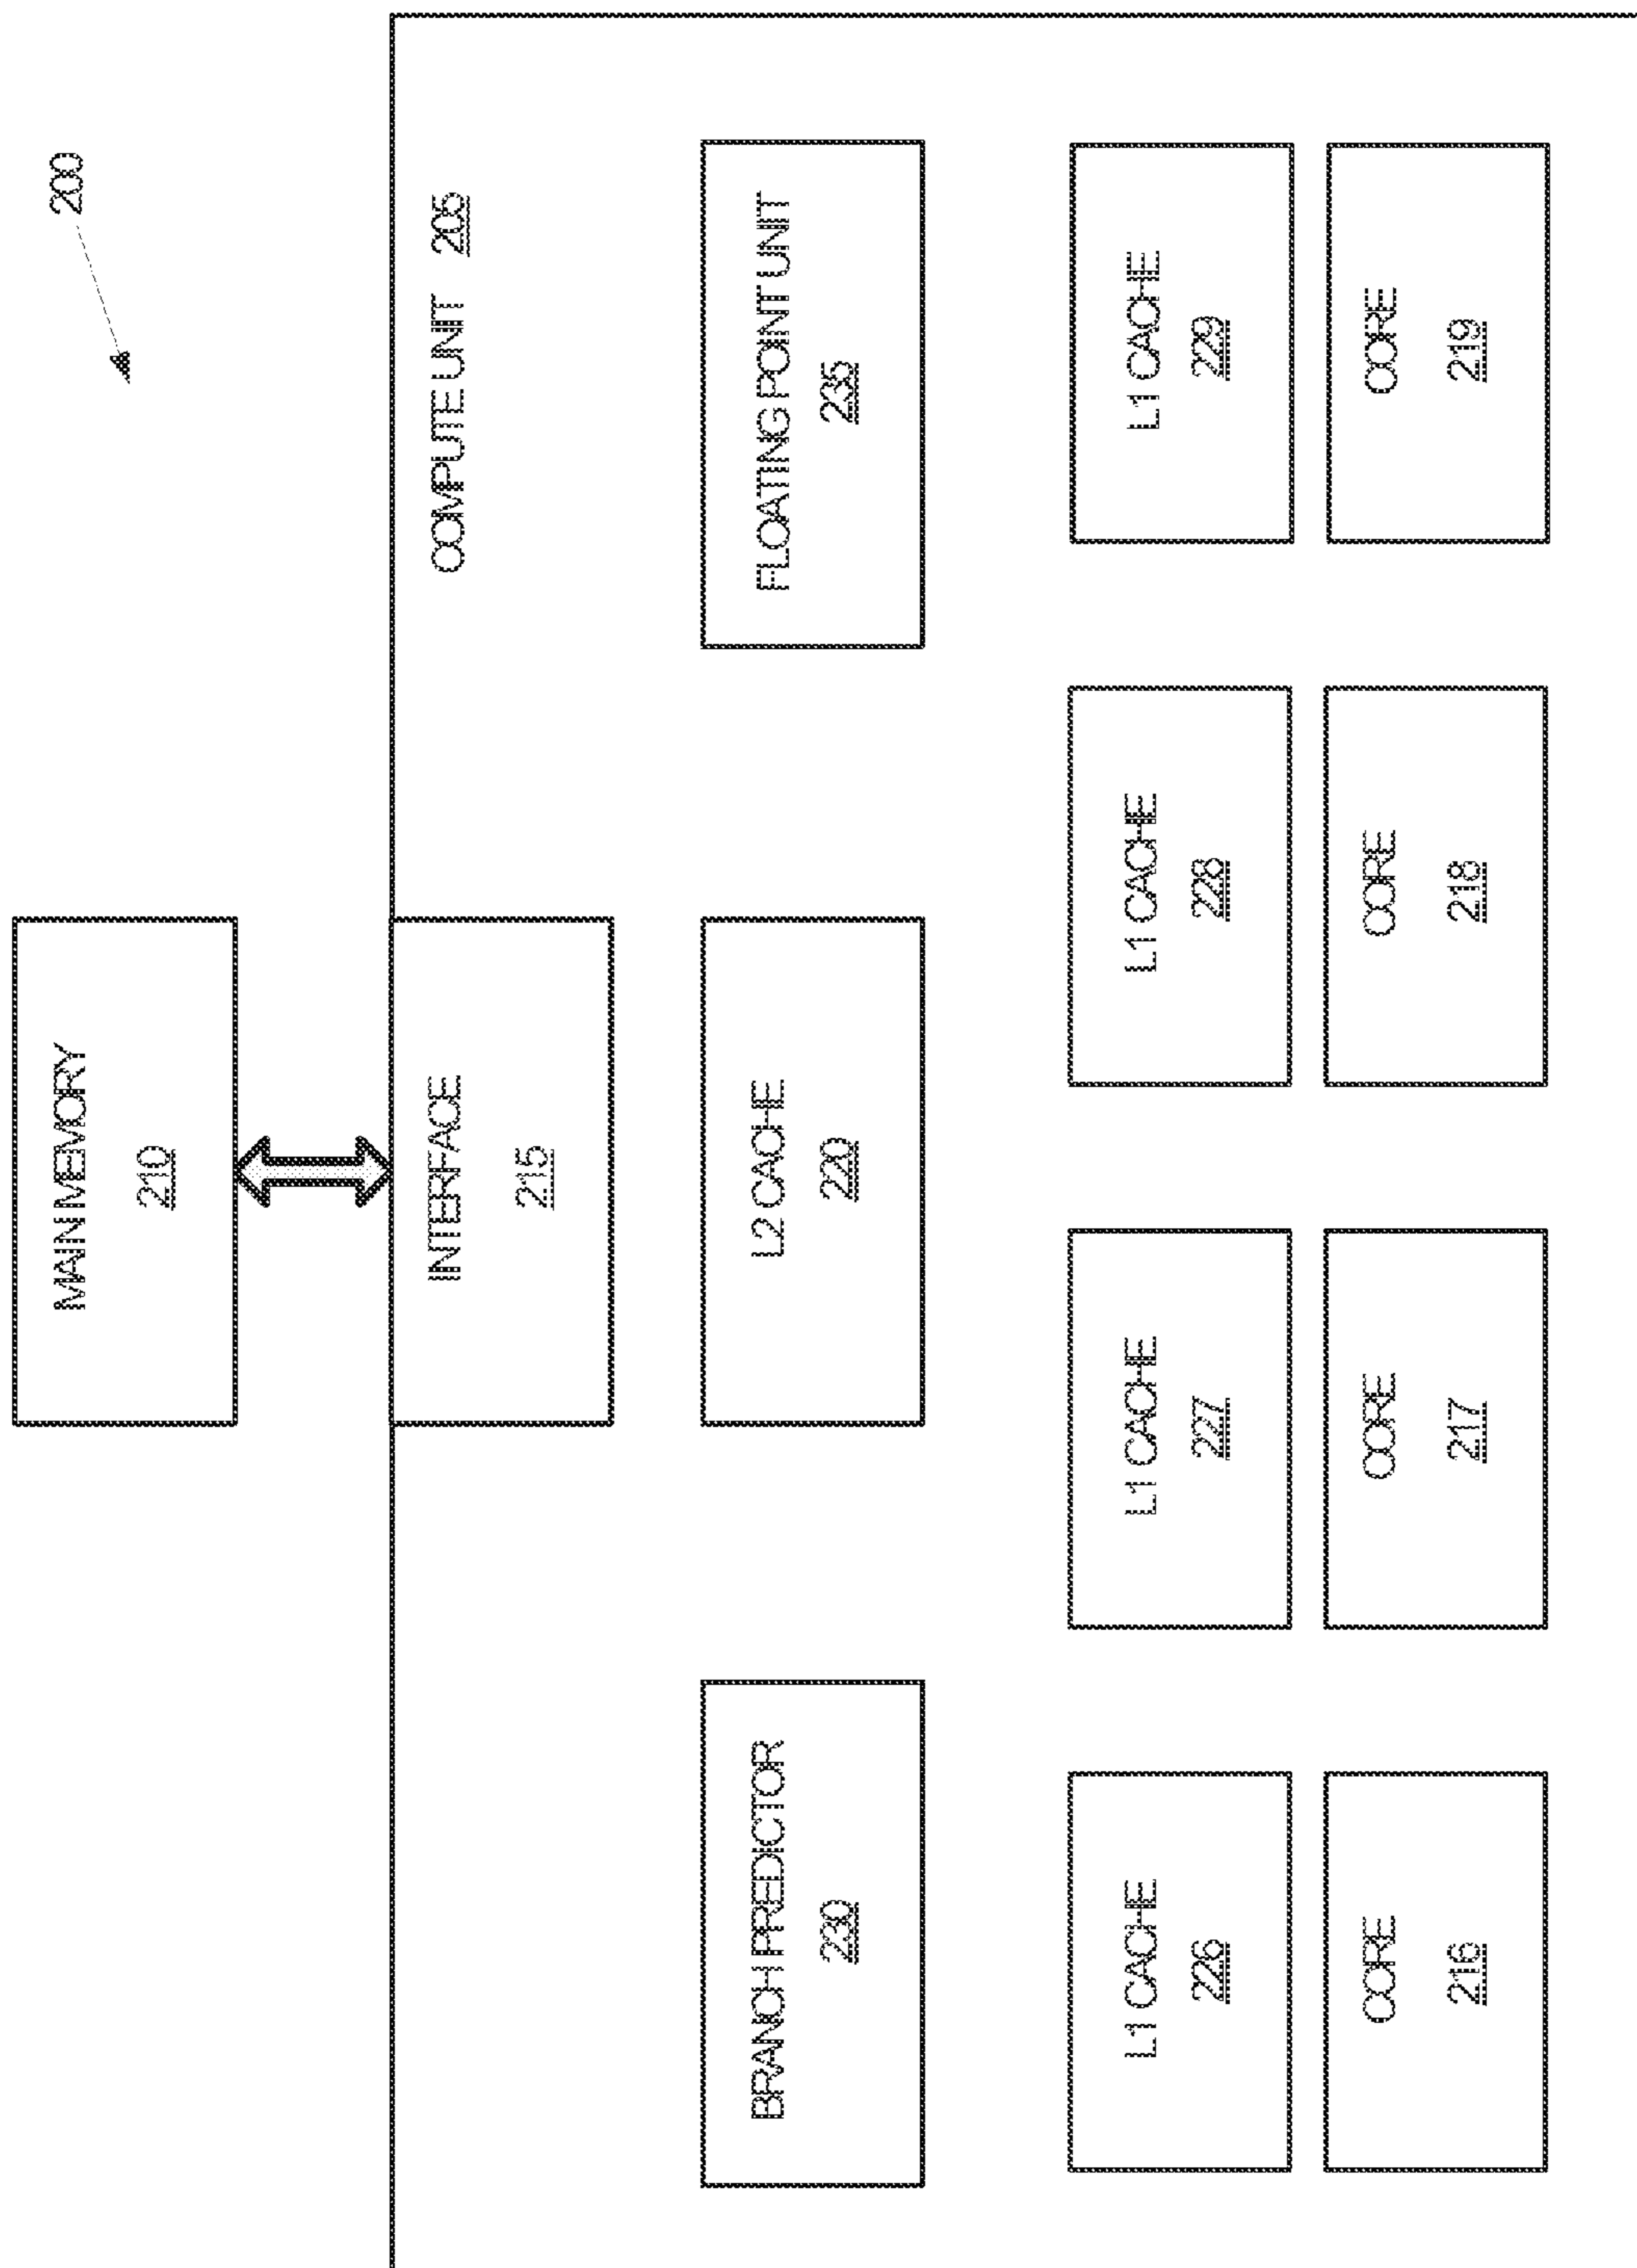 200
MAIN MEMORY
210
COMPUTE UNIT 205
INTERFACE
215
BRANCH PREDICTOR
230
L2 CACHE
220
FLOATING POINT UNIT
235
L1 CACHE
226
L1 CACHE
227
L1 CACHE
228
L1 CACHE
229
CORE
216
CORE
217
CORE
218
CORE
219